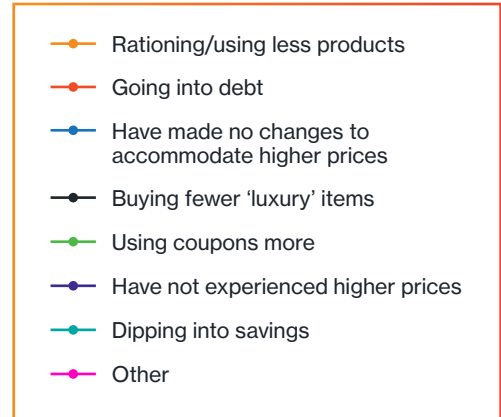 Rationing/using less products
Going into debt
Have made no changes to
accommodate higher prices
Buying fewer ‘luxury’ items
Using coupons more
Have not experienced higher prices
Dipping into savings
Other